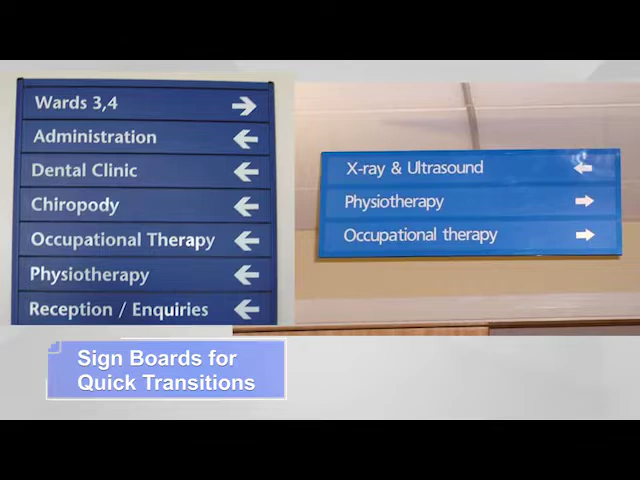 Wards 3,4 →
Administration ←
Dental Clinic ←
Chiropody ←
Occupational Therapy ←
Physiotherapy ←
Reception / Enquiries ←
X-ray & Ultrasound ←
Physiotherapy →
Occupational therapy →
Sign Boards for
Quick Transitions